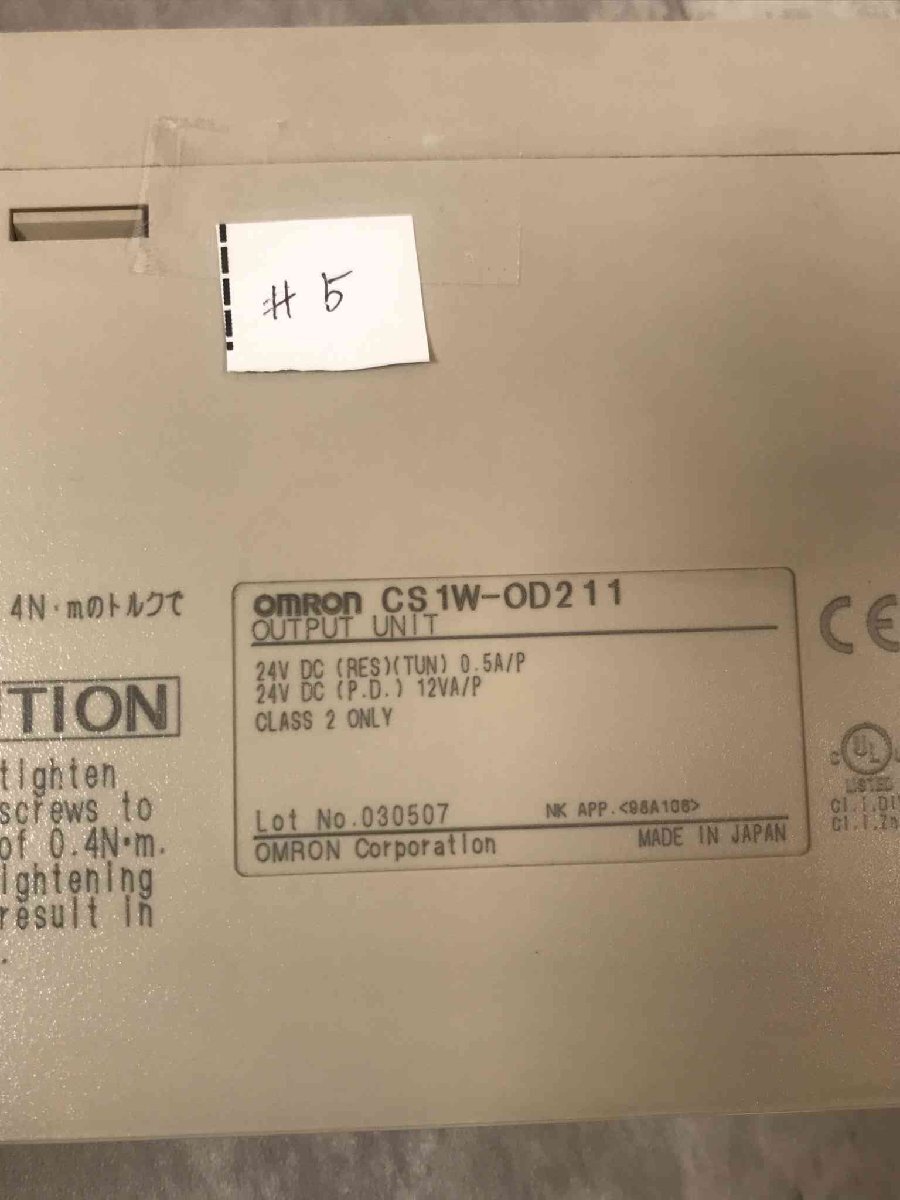 # 5
4N・mのトルクで
TION
tighten
screws to
of 0.4N·m.
ightening
result in
.
OMRON CS1W-OD211
OUTPUT UNIT
24V DC (RES)(TUN) 0.5A/P
24V DC (P.D.) 12VA/P
CLASS 2 ONLY
Lot No.030507 NK APP.<98A106>
OMRON Corporation MADE IN JAPAN
CE
c UL
LISTED